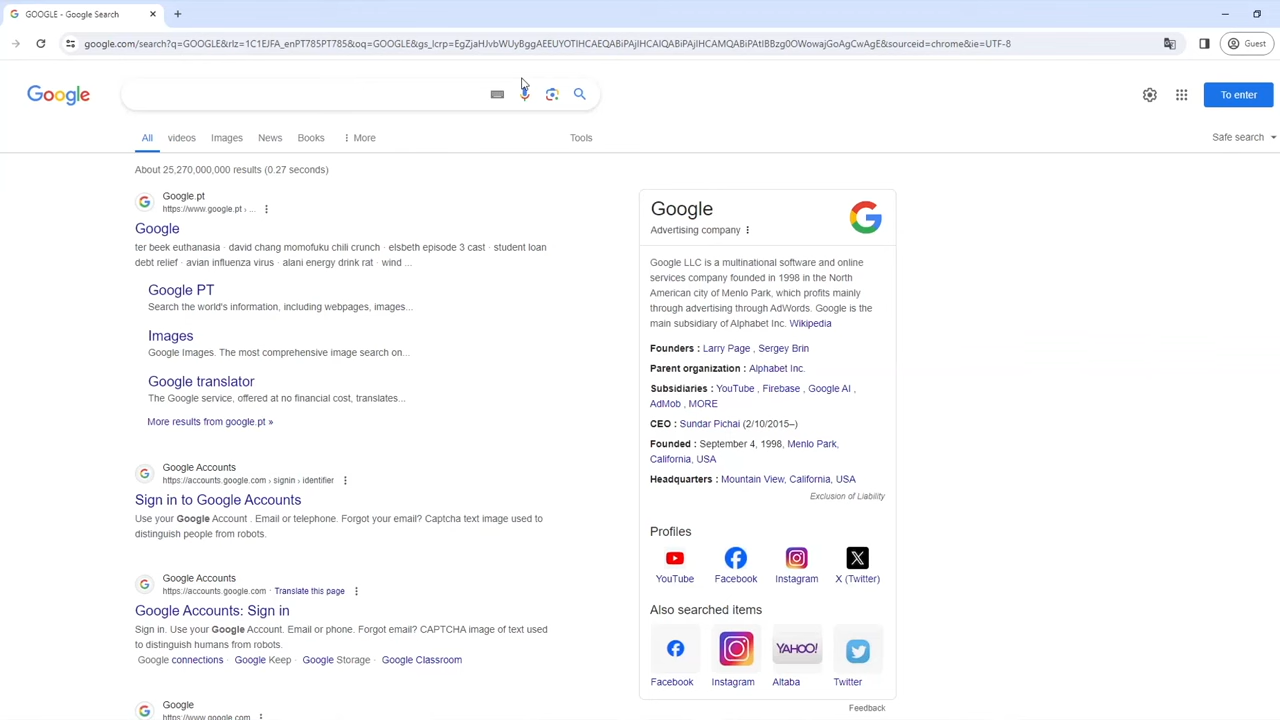 GOOGLE - Google Search
google.com/search?q=GOOGLE&rlz=1C1EJFA_enPT785PT785&oq=GOOGLE&gs_lcrp=EgZjaHJvbWUyBggAEEUYOTIHCAEQABiPAjIHCAIQABiPAjIHCAMQABiPAtIBBzg0OWowajGoAgCwAgE&sourceid=chrome&ie=UTF-8
Guest
Google
To enter
All
videos
Images
News
Books
More
Tools
Safe search
About 25,270,000,000 results (0.27 seconds)
Google.pt
https://www.google.pt › ...
Google
ter beek euthanasia · david chang momofuku chili crunch · elsbeth episode 3 cast · student loan
debt relief · avian influenza virus · alani energy drink rat · wind ...
Google PT
Search the world's information, including webpages, images...
Images
Google Images. The most comprehensive image search on...
Google translator
The Google service, offered at no financial cost, translates...
More results from google.pt »
Google Accounts
https://accounts.google.com › signin › identifier
Sign in to Google Accounts
Use your Google Account . Email or telephone. Forgot your email? Captcha text image used to
distinguish people from robots.
Google Accounts
https://accounts.google.com · Translate this page
Google Accounts: Sign in
Sign in. Use your Google Account. Email or phone. Forgot email? CAPTCHA image of text used
to distinguish humans from robots.
Google connections · Google Keep · Google Storage · Google Classroom
Google
https://www.google.com
Google
Advertising company
Google LLC is a multinational software and online
services company founded in 1998 in the North
American city of Menlo Park, which profits mainly
through advertising through AdWords. Google is the
main subsidiary of Alphabet Inc. Wikipedia
Founders : Larry Page , Sergey Brin
Parent organization : Alphabet Inc.
Subsidiaries : YouTube , Firebase , Google AI ,
AdMob , MORE
CEO : Sundar Pichai (2/10/2015–)
Founded : September 4, 1998, Menlo Park,
California, USA
Headquarters : Mountain View, California, USA
Exclusion of Liability
Profiles
YouTube
Facebook
Instagram
X (Twitter)
Also searched items
YAHOO!
Facebook
Instagram
Altaba
Twitter
Feedback